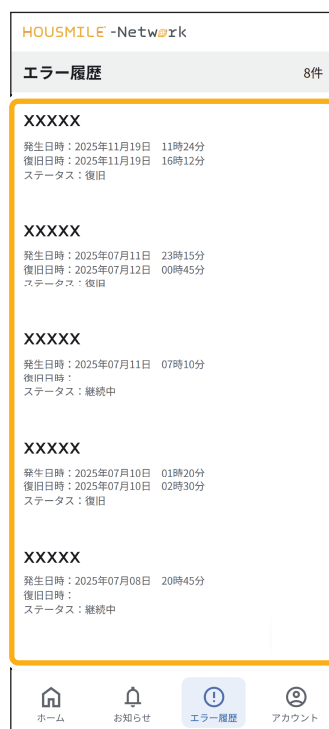 HOUSMILE-Network
エラー履歴
8件
XXXXX
発生日時：2025年11月19日　11時24分
復旧日時：2025年11月19日　16時12分
ステータス：復旧
XXXXX
発生日時：2025年07月11日　23時15分
復旧日時：2025年07月12日　00時45分
ステータス：復旧
XXXXX
発生日時：2025年07月11日　07時10分
復旧日時：
ステータス：継続中
XXXXX
発生日時：2025年07月10日　01時20分
復旧日時：2025年07月10日　02時30分
ステータス：復旧
XXXXX
発生日時：2025年07月08日　20時45分
復旧日時：
ステータス：継続中
ホーム
お知らせ
エラー履歴
アカウント